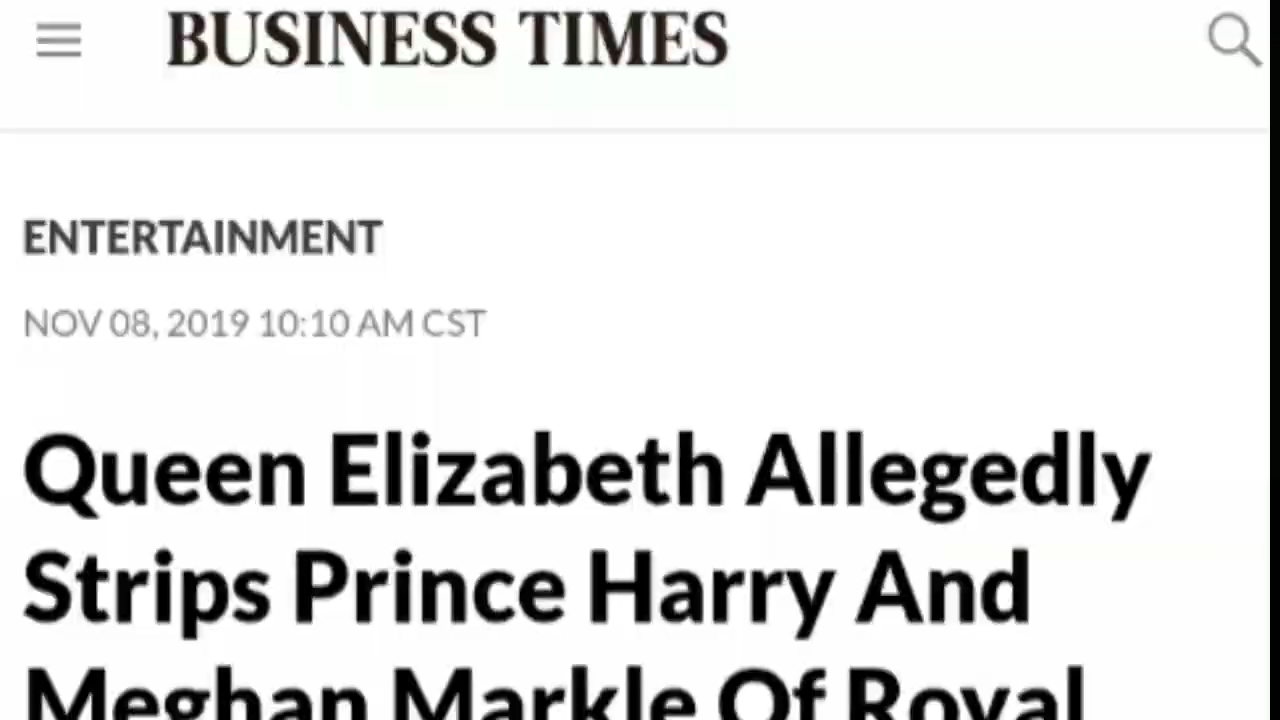 BUSINESS TIMES
ENTERTAINMENT
NOV 08, 2019 10:10 AM CST
Queen Elizabeth Allegedly
Strips Prince Harry And
Meghan Markle Of Royal